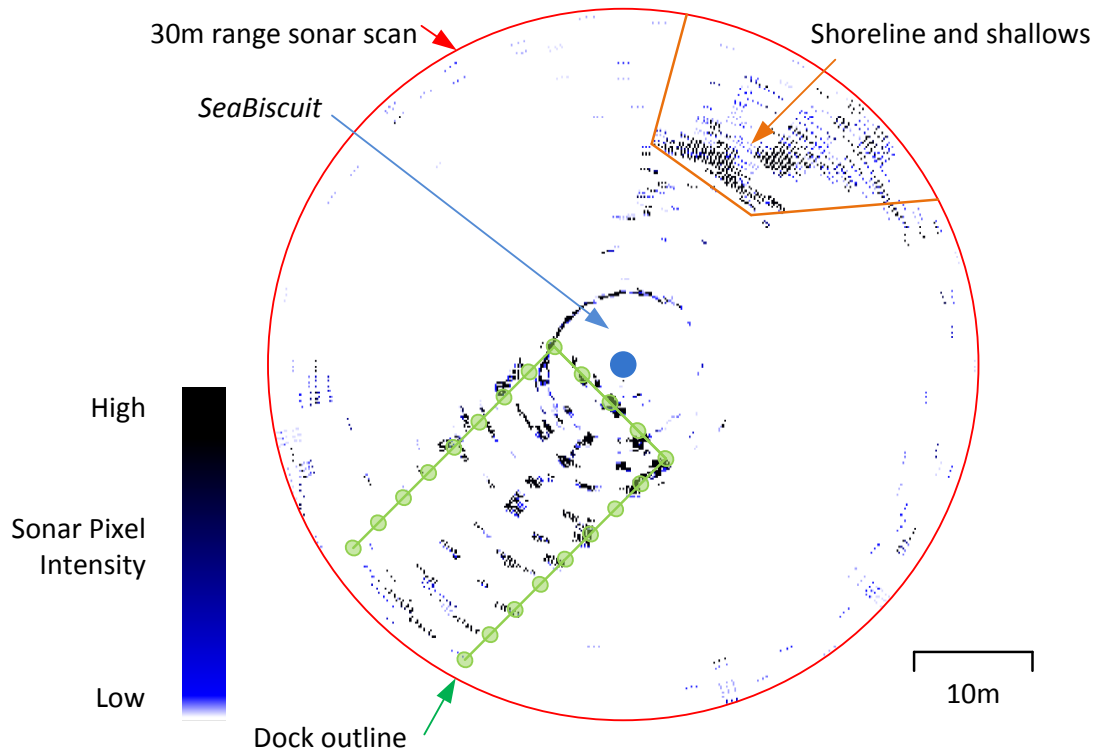 30m range sonar scan
Shoreline and shallows
SeaBiscuit
High
Sonar Pixel
Intensity
Low
10m
Dock outline